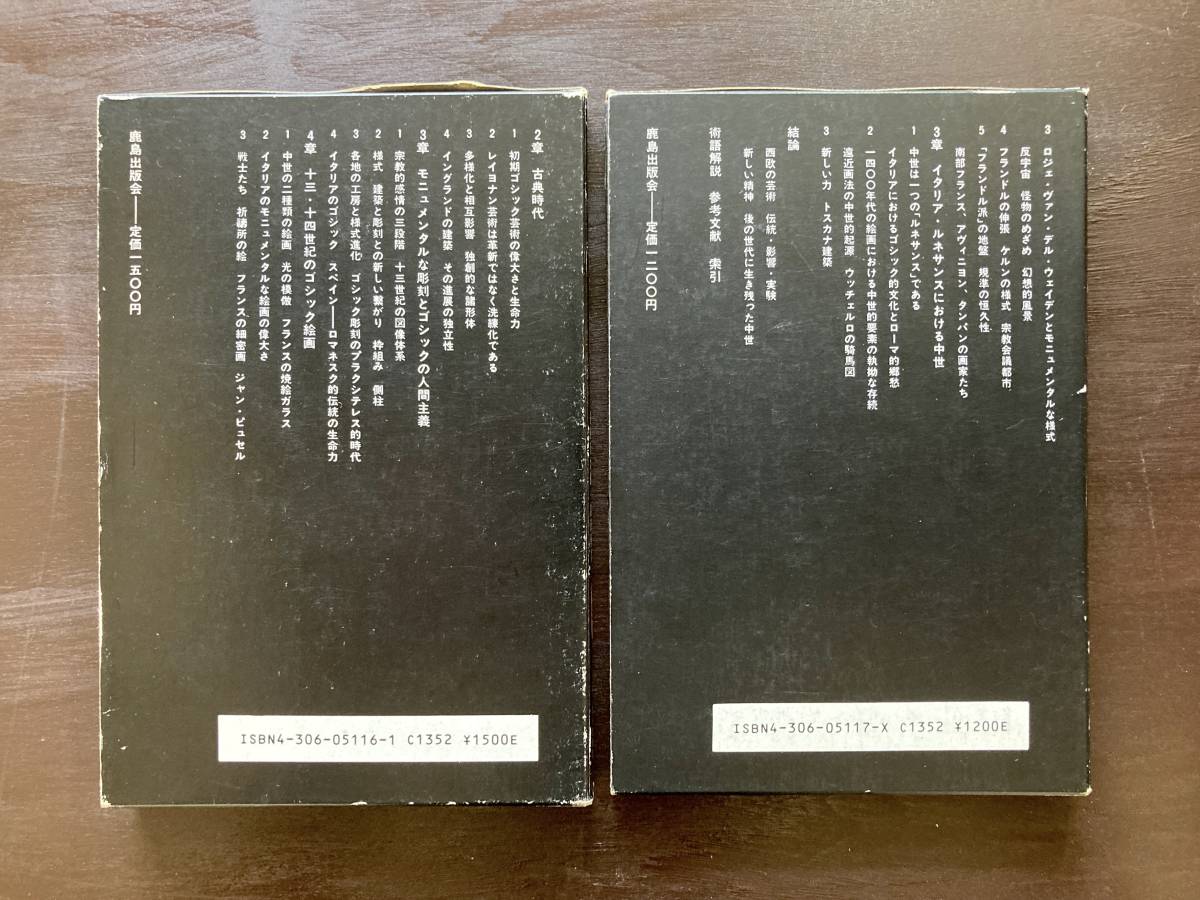 2章 古典時代
1 初期ゴシック芸術の偉大さと生命力
2 レイヨナン芸術は革新ではなく洗練化である
3 多様化と相互影響 独創的な諸形体
4 イングランドの建築 その進展の独立性
3章 モニュメンタルな彫刻とゴシックの人間主義
1 宗教的感情の三段階 十三世紀の図像体系
2 様式 建築と彫刻との新しい繫がり 枠組み 側柱
3 各地の工房と様式進化 ゴシック彫刻のプラクシテレス的時代
4 イタリアのゴシック スペイン——ロマネスク的伝統の生命力
4章 十三・十四世紀のゴシック絵画
1 中世の二種類の絵画 光の模倣 フランスの焼絵ガラス
2 イタリアのモニュメンタルな絵画の偉大さ
3 戦士たち 祈禱所の絵 フランスの細密画 ジャン・ピュセル
鹿島出版会——定価一五〇〇円
ISBN4-306-05116-1 C1352 ¥1500E
3 ロジェ・ヴァン・デル・ウェイデンとモニュメンタルな様式
反宇宙 怪物のめざめ 幻想的風景
4 フランドルの伸張 ケルンの様式 宗教会議都市
5 「フランドル派」の地盤 規準の恒久性
南部フランス、アヴィニヨン、タンパンの画家たち
3章 イタリア・ルネサンスにおける中世
1 中世は一つの「ルネサンス」である
イタリアにおけるゴシック的文化とローマ的郷愁
2 一四〇〇年代の絵画における中世的要素の執拗な存続
遠近画法の中世的起源 ウッチェルロの騎馬図
3 新しい力 トスカナ建築
結論
西欧の芸術 伝統・影響・実験
新しい精神 後の世代に生き残った中世
術語解説 参考文献 索引
鹿島出版会——定価一二〇〇円
ISBN4-306-05117-X C1352 ¥1200E